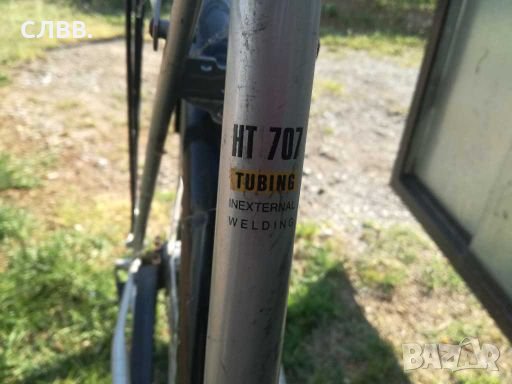 СЛВВ.
HT 707
TUBING
INEXTERNAL
WELDING
BAZAR